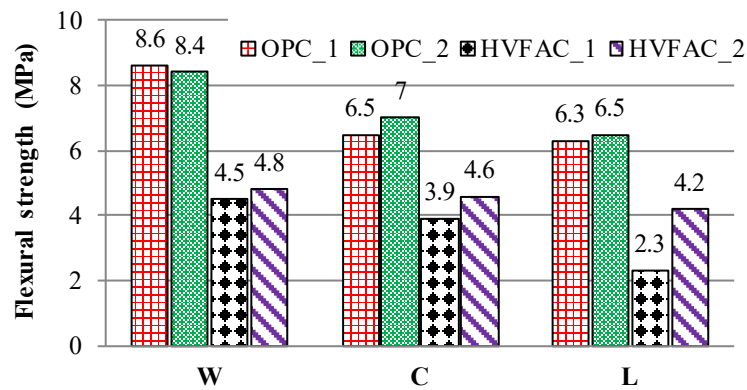 Flexural strength (MPa)
10
8
6
4
2
0
OPC_1 OPC_2 HVFAC_1 HVFAC_2
8.6 8.4 4.5 4.8
6.5 7 3.9 4.6
6.3 6.5 2.3 4.2
W C L